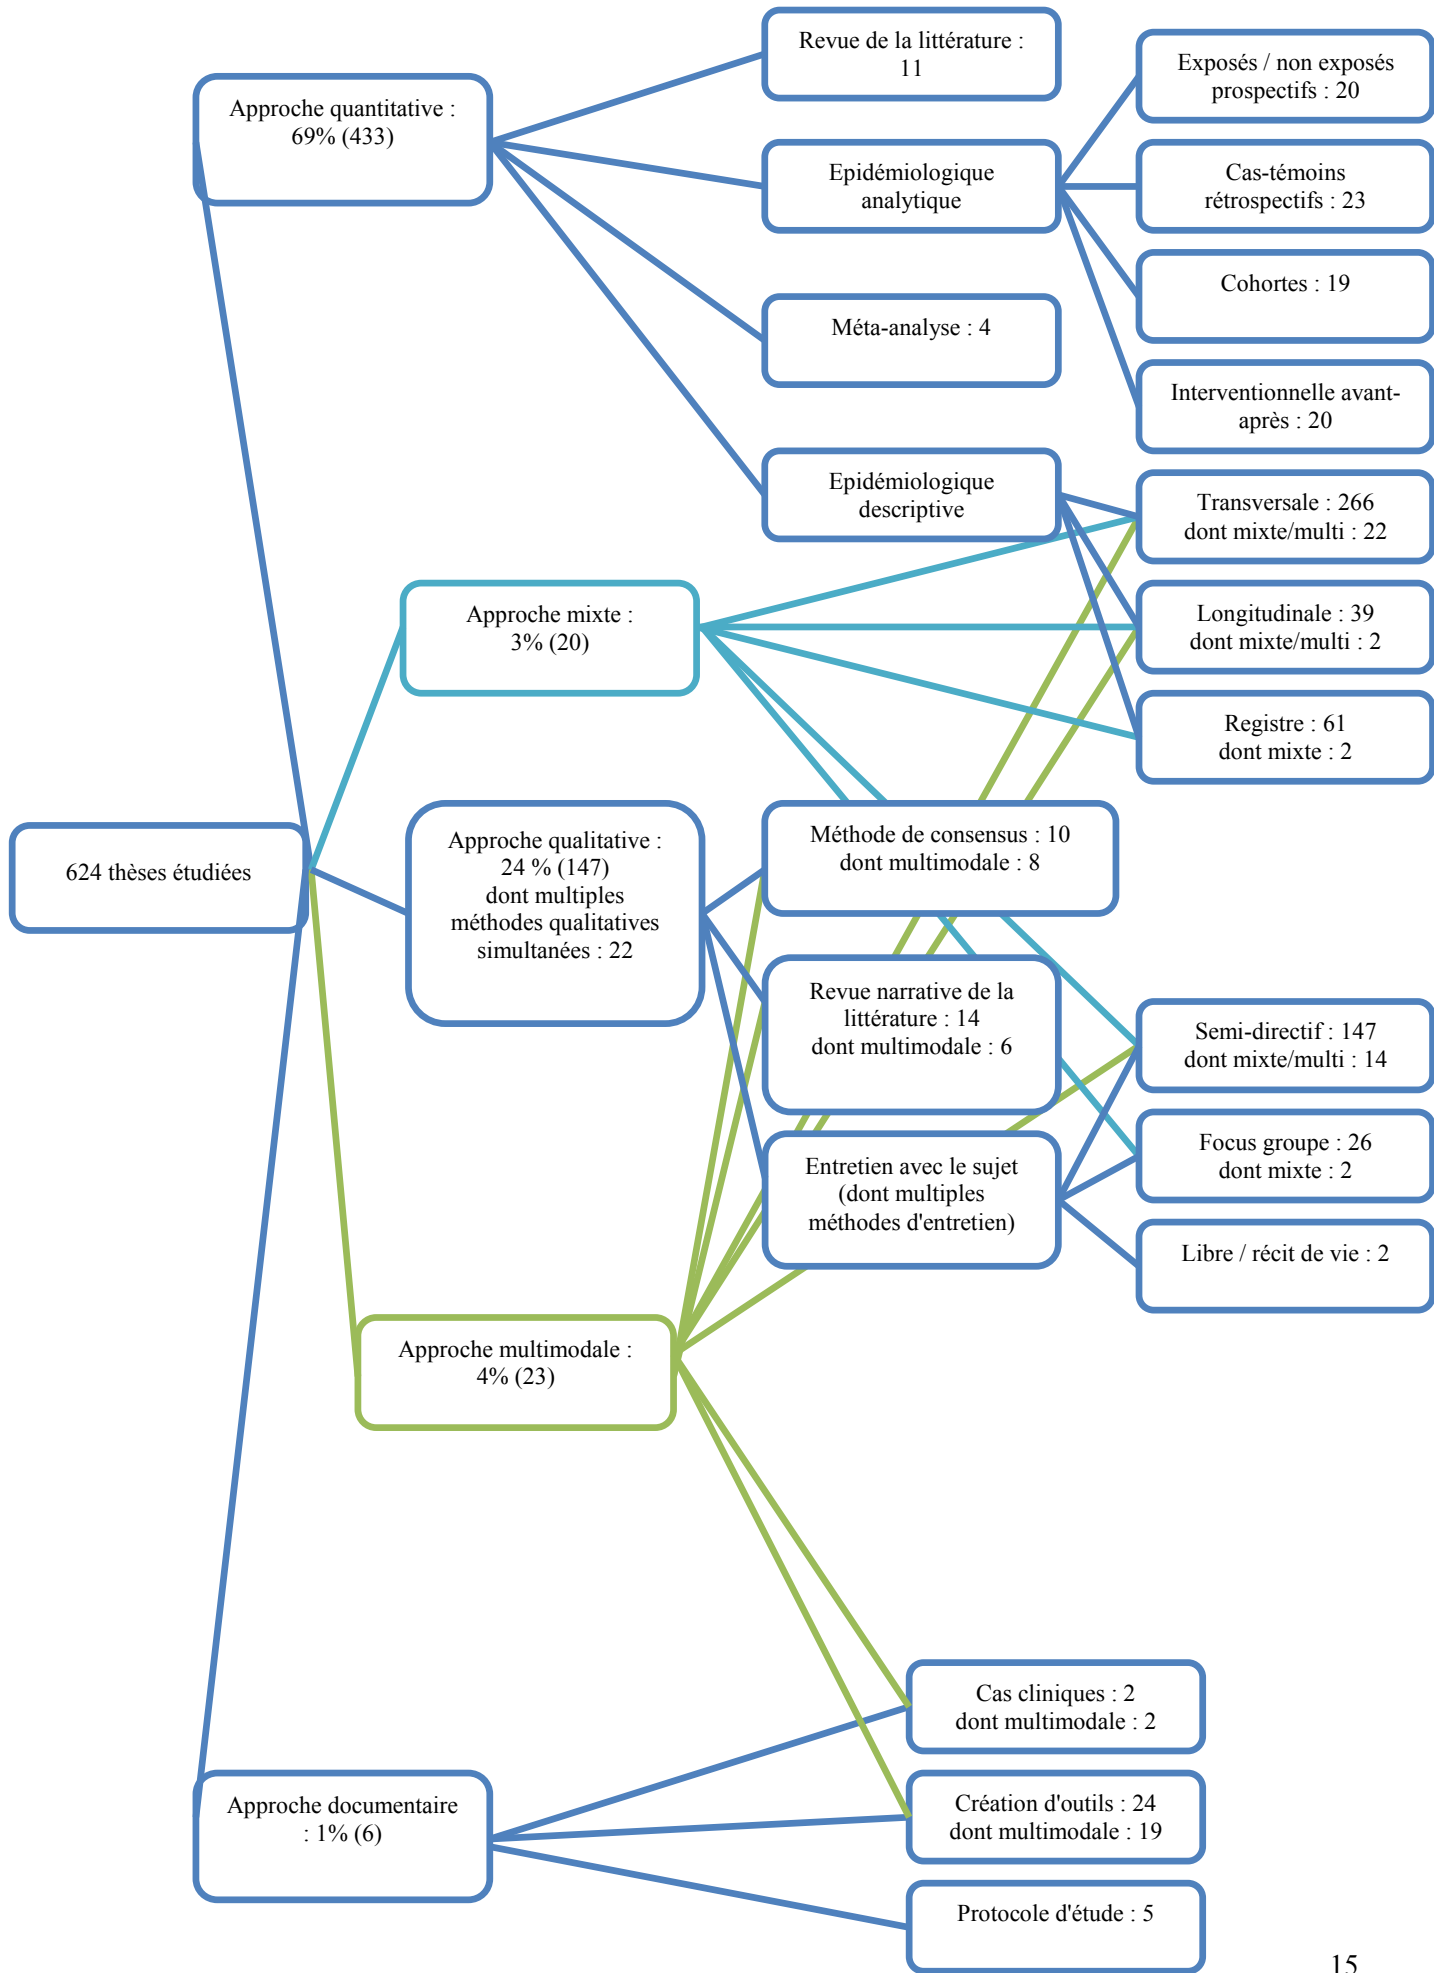 624 thèses étudiées
Approche quantitative :
69% (433)
Approche mixte :
3% (20)
Approche qualitative :
24 % (147)
dont multiples
méthodes qualitatives
simultanées : 22
Approche multimodale :
4% (23)
Approche documentaire
: 1% (6)
Revue de la littérature :
11
Epidémiologique
analytique
Méta-analyse : 4
Epidémiologique
descriptive
Méthode de consensus : 10
dont multimodale : 8
Revue narrative de la
littérature : 14
dont multimodale : 6
Entretien avec le sujet
(dont multiples
méthodes d'entretien)
Exposés / non exposés
prospectifs : 20
Cas-témoins
rétrospectifs : 23
Cohortes : 19
Interventionnelle avant-
après : 20
Transversale : 266
dont mixte/multi : 22
Longitudinale : 39
dont mixte/multi : 2
Registre : 61
dont mixte : 2
Semi-directif : 147
dont mixte/multi : 14
Focus groupe : 26
dont mixte : 2
Libre / récit de vie : 2
Cas cliniques : 2
dont multimodale : 2
Création d'outils : 24
dont multimodale : 19
Protocole d'étude : 5
15